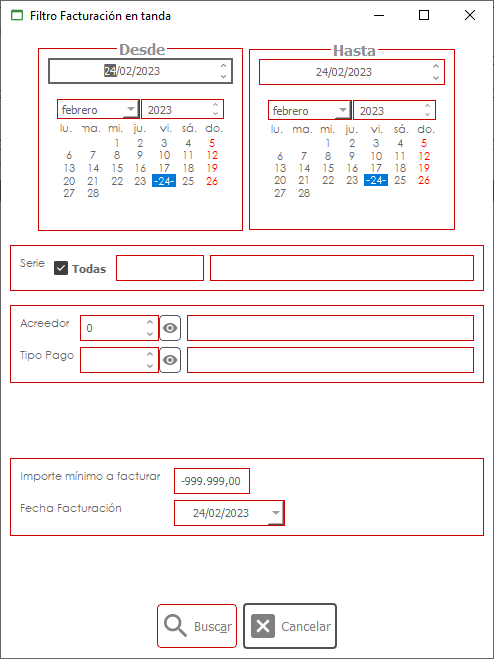 Filtro Facturación en tanda
Desde
24/02/2023
febrero 2023
lu. ma. mi. ju. vi. sá. do.
1 2 3 4 5
6 7 8 9 10 11 12
13 14 15 16 17 18 19
20 21 22 23 -24- 25 26
27 28
Hasta
24/02/2023
febrero 2023
lu. ma. mi. ju. vi. sá. do.
1 2 3 4 5
6 7 8 9 10 11 12
13 14 15 16 17 18 19
20 21 22 23 -24- 25 26
27 28
Serie Todas
Acreedor 0
Tipo Pago
Importe mínimo a facturar -999.999,00
Fecha Facturación 24/02/2023
Buscar Cancelar